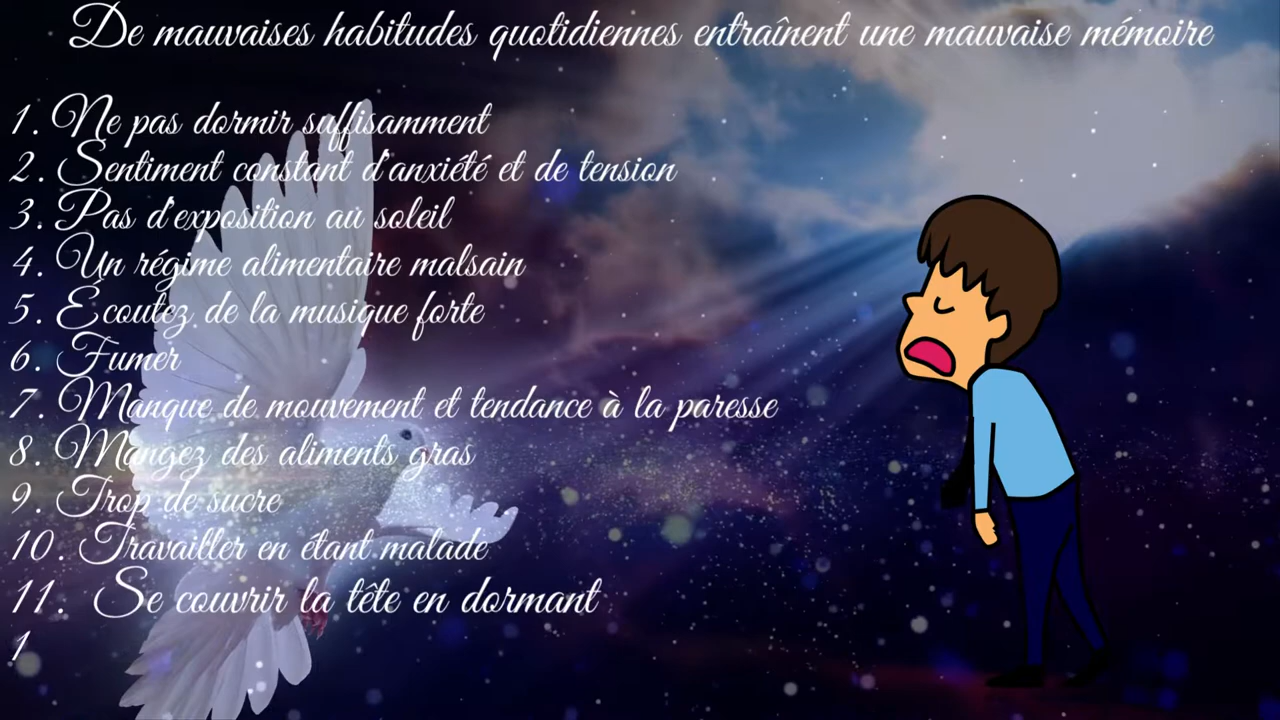 De mauvaises habitudes quotidiennes entraînent une mauvaise mémoire
1. Ne pas dormir suffisamment
2. Sentiment constant d'anxiété et de tension
3. Pas d'exposition au soleil
4. Un régime alimentaire malsain
5. Écoutez de la musique forte
6. Fumer
7. Manque de mouvement et tendance à la paresse
8. Mangez des aliments gras
9. Trop de sucre
10. Travailler en étant malade
11. Se couvrir la tête en dormant
1